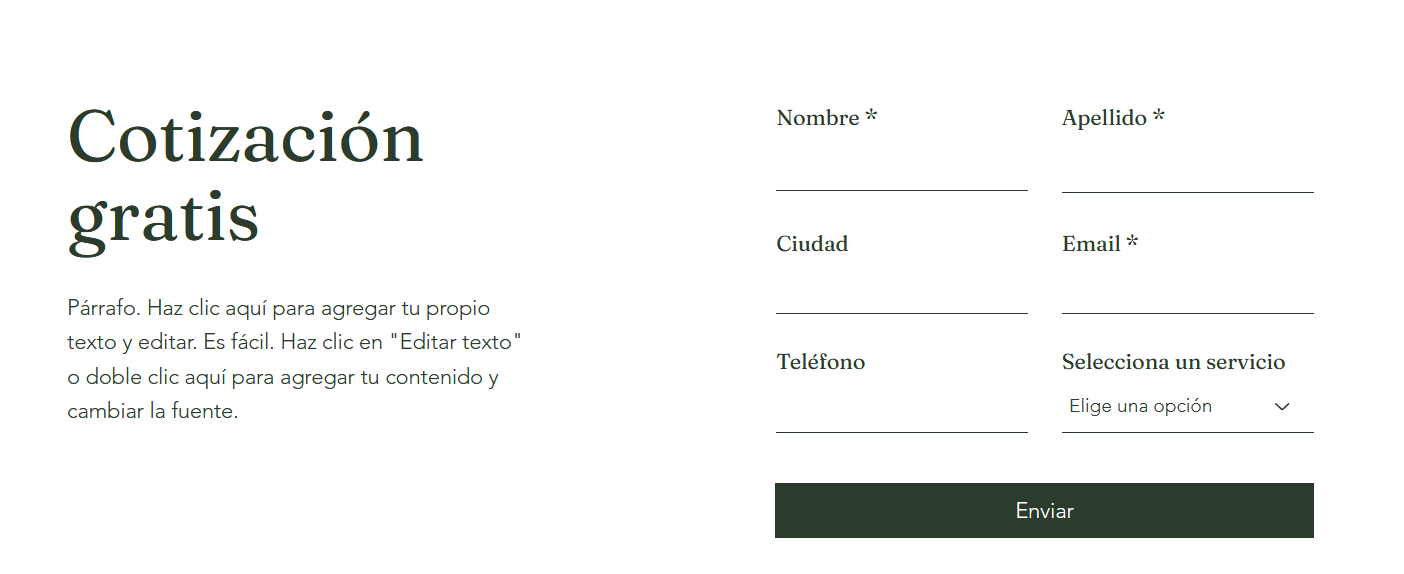 Cotización
gratis
Párrafo. Haz clic aquí para agregar tu propio
texto y editar. Es fácil. Haz clic en "Editar texto"
o doble clic aquí para agregar tu contenido y
cambiar la fuente.
Nombre *
Apellido *
Ciudad
Email *
Teléfono
Selecciona un servicio
Elige una opción
Enviar